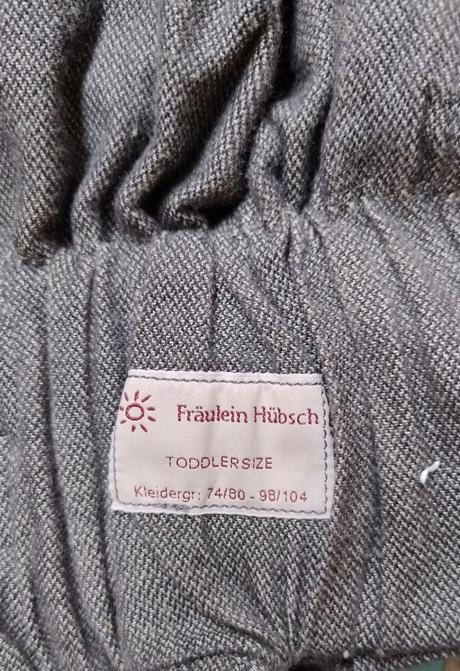 Fräulein Hübsch
TODDLERSIZE
Kleidergr: 74/80 - 98/104